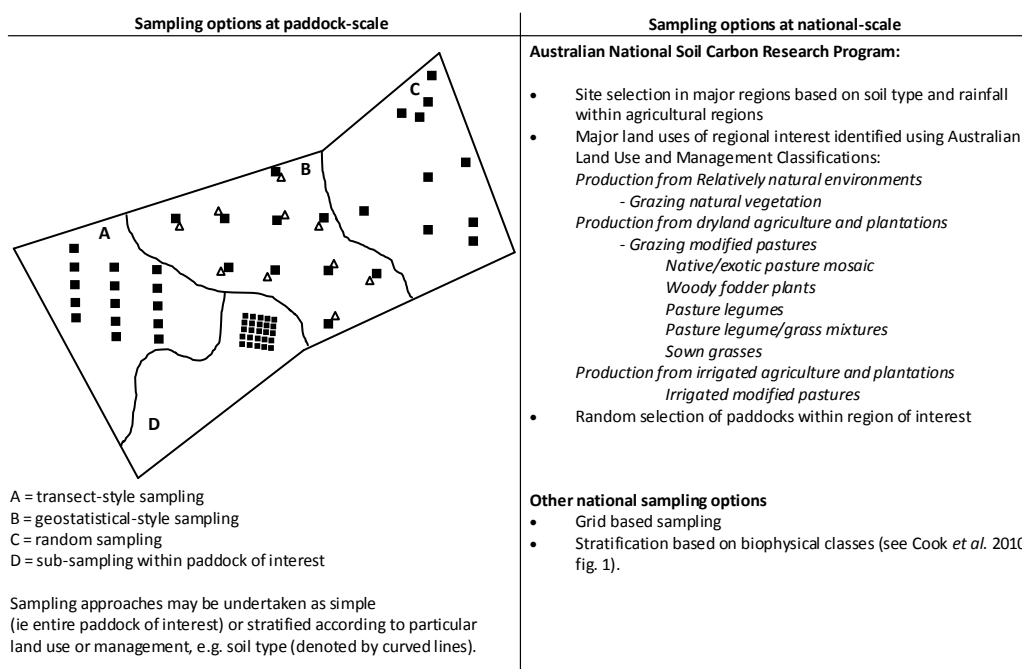 Sampling options at paddock-scale
A
B
C
D
A = transect-style sampling
B = geostatistical-style sampling
C = random sampling
D = sub-sampling within paddock of interest
Sampling approaches may be undertaken as simple
(ie entire paddock of interest) or stratified according to particular
land use or management, e.g. soil type (denoted by curved lines).
Sampling options at national-scale
Australian National Soil Carbon Research Program:
• Site selection in major regions based on soil type and rainfall
within agricultural regions
• Major land uses of regional interest identified using Australian
Land Use and Management Classifications:
Production from Relatively natural environments
- Grazing natural vegetation
Production from dryland agriculture and plantations
- Grazing modified pastures
Native/exotic pasture mosaic
Woody fodder plants
Pasture legumes
Pasture legume/grass mixtures
Sown grasses
Production from irrigated agriculture and plantations
Irrigated modified pastures
• Random selection of paddocks within region of interest
Other national sampling options
• Grid based sampling
• Stratification based on biophysical classes (see Cook et al. 2010
fig. 1).